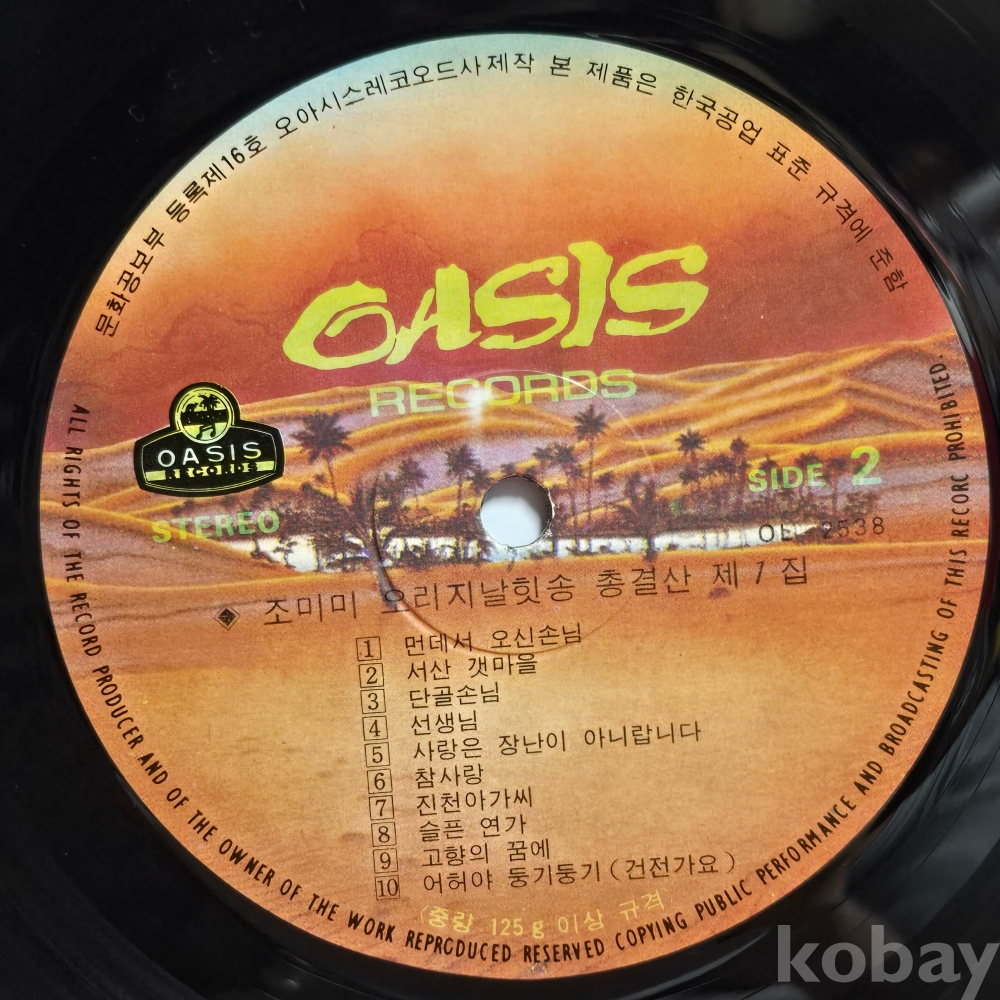 문화공보부 등록제16호 오아시스레코오드사제작 본 제품은 한국공업 표준 규격에 준함
OASIS
RECORDS
OASIS
RECORDS
STEREO
SIDE 2
2538
◈ 조미미 오리지날힛송 총결산 제1집
1 먼데서 오신손님
2 서산 갯마을
3 단골손님
4 선생님
5 사랑은 장난이 아니랍니다
6 참사랑
7 진천아가씨
8 슬픈 연가
9 고향의 꿈에
10 어허야 둥기둥기(건전가요)
중량 125g 이상 규격
ALL RIGHTS OF THE RECORD PRODUCER AND OF THE OWNER OF THE WORK REPRODUCED RESERVED COPYING PUBLIC PERFORMANCE AND BROADCASTING OF THIS RECORC PROHIBITED.
kobay